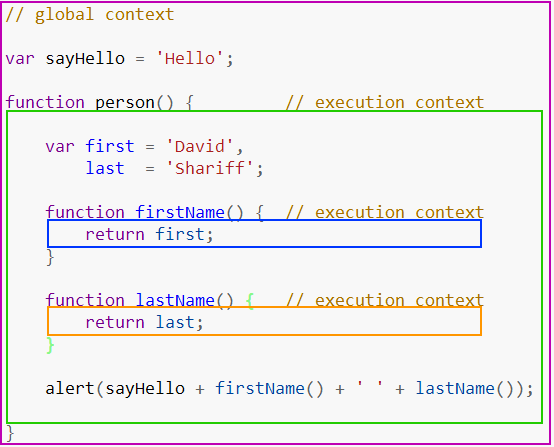 // global context
var sayHello = 'Hello';
function person() {         // execution context
    var first = 'David',
        last  = 'Shariff';
    function firstName() {  // execution context
        return first;
    }
    function lastName() {   // execution context
        return last;
    }
    alert(sayHello + firstName() + ' ' + lastName());
}